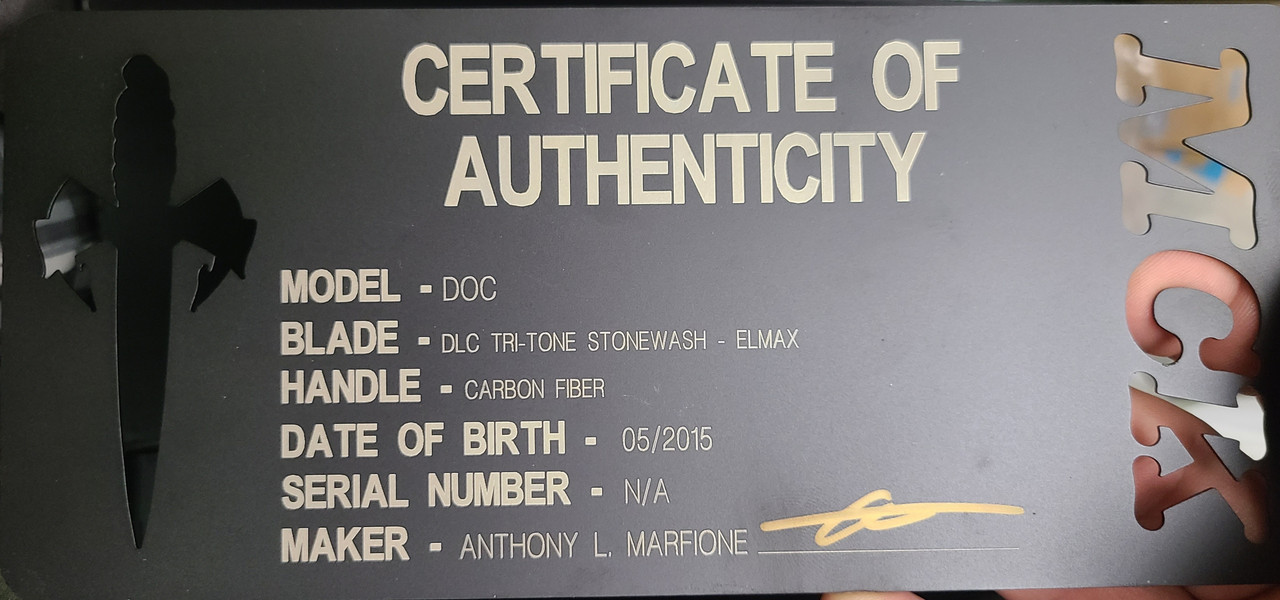 CERTIFICATE OF
AUTHENTICITY
MODEL - DOC
BLADE - DLC TRI-TONE STONEWASH - ELMAX
HANDLE - CARBON FIBER
DATE OF BIRTH - 05/2015
SERIAL NUMBER - N/A
MAKER - ANTHONY L. MARFIONE
MCK